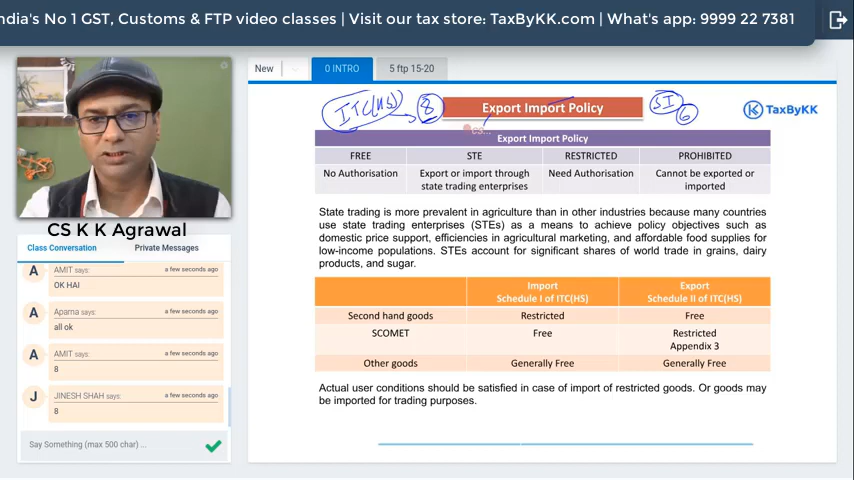 ndia's No 1 GST, Customs & FTP video classes | Visit our tax store: TaxByKK.com | What's app: 9999 22 7381
New
0 INTRO
5 ftp 15-20
ITC(HS)
8
Export Import Policy
SI
6
TaxByKK
cs...
Export Import Policy
FREE STE RESTRICTED PROHIBITED
No Authorisation Export or import through Need Authorisation Cannot be exported or
state trading enterprises imported
State trading is more prevalent in agriculture than in other industries because many countries
use state trading enterprises (STEs) as a means to achieve policy objectives such as
domestic price support, efficiencies in agricultural marketing, and affordable food supplies for
low-income populations. STEs account for significant shares of world trade in grains, dairy
products, and sugar.
Import Export
Schedule I of ITC(HS) Schedule II of ITC(HS)
Second hand goods Restricted Free
SCOMET Free Restricted
Appendix 3
Other goods Generally Free Generally Free
Actual user conditions should be satisfied in case of import of restricted goods. Or goods may
be imported for trading purposes.
CS K K Agrawal
Class Conversation Private Messages
A AMIT says: a few seconds ago
OK HAI
A Aparna says: a few seconds ago
all ok
A AMIT says: a few seconds ago
8
J JINESH SHAH says: a few seconds ago
8
Say Something (max 500 char) ...